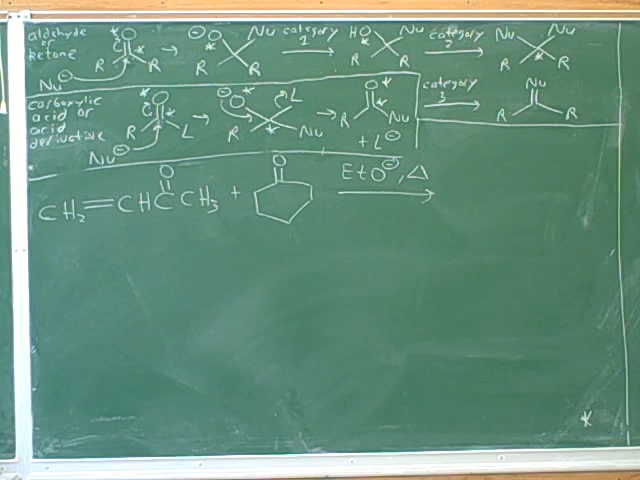 aldehyde or ketone
O * R R Nu⊖ → ⊖O * Nu R R category 1 → HO * Nu R R category 2 → Nu Nu R * R
category 3 → Nu R R
carboxylic acid or acid derivative
O * R L Nu⊖ → ⊖O * L R * Nu → O * R Nu + L⊖
CH₂=CHCCH₃ O + O EtO⊖, Δ →
*